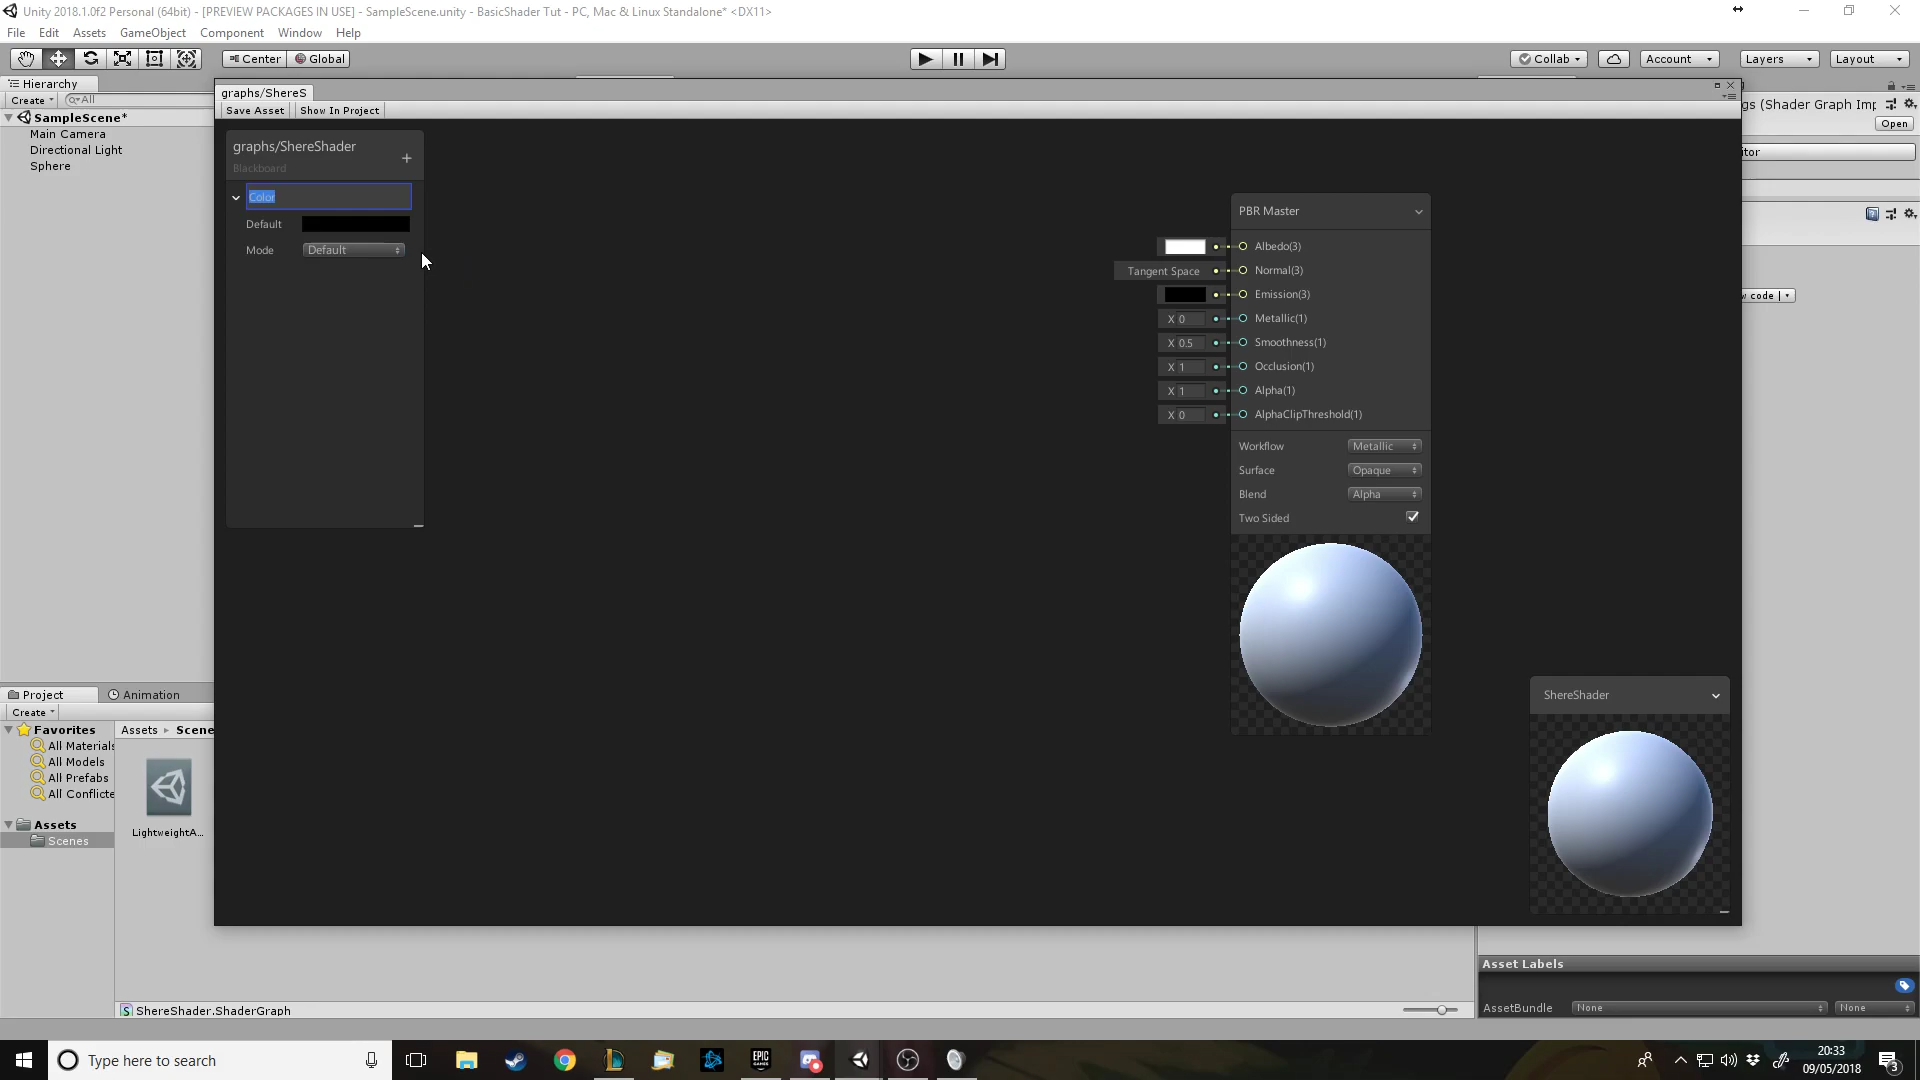 Unity 2018.1.0f2 Personal (64bit) - [PREVIEW PACKAGES IN USE] - SampleScene.unity - BasicShader Tut - PC, Mac & Linux Standalone* <DX11>
File Edit Assets GameObject Component Window Help
Center Global Collab Account Layers Layout
Hierarchy
Create All
SampleScene*
Main Camera
Directional Light
Sphere
graphs/ShereS
Save Asset Show In Project
graphs/ShereShader
Blackboard
Color
Default
Mode Default
PBR Master
Albedo(3)
Tangent Space Normal(3)
Emission(3)
X 0 Metallic(1)
X 0.5 Smoothness(1)
X 1 Occlusion(1)
X 1 Alpha(1)
X 0 AlphaClipThreshold(1)
Workflow Metallic
Surface Opaque
Blend Alpha
Two Sided
ShereShader
gs (Shader Graph Imp
Open
itor
w code
Project Animation
Create
Favorites
All Materials
All Models
All Prefabs
All Conflicte
Assets
Scenes
Assets Scene
LightweightA...
ShereShader.ShaderGraph
Asset Labels
AssetBundle None None
Type here to search
EPIC GAMES
20:33
09/05/2018
3